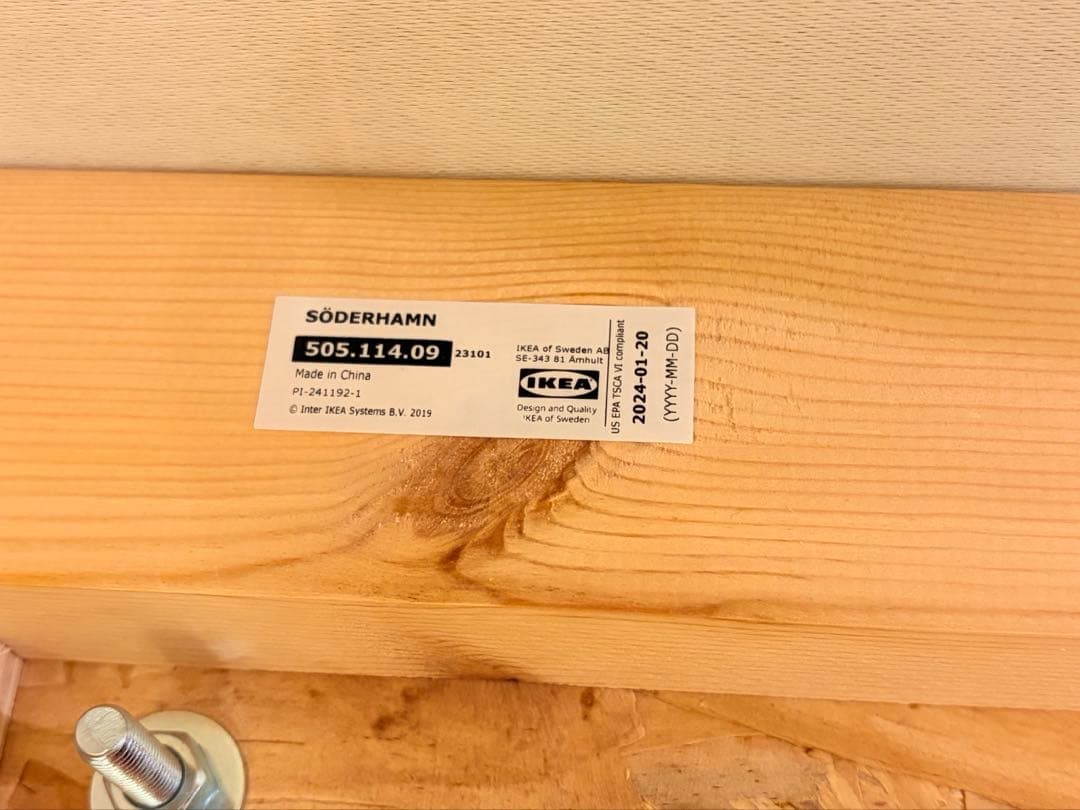 SÖDERHAMN
505.114.09 23101
Made in China
PI-241192-1
© Inter IKEA Systems B.V. 2019
IKEA of Sweden AB
SE-343 81 Älmhult
IKEA
Design and Quality
IKEA of Sweden
US EPA TSCA VI compliant
2024-01-20
(YYYY-MM-DD)